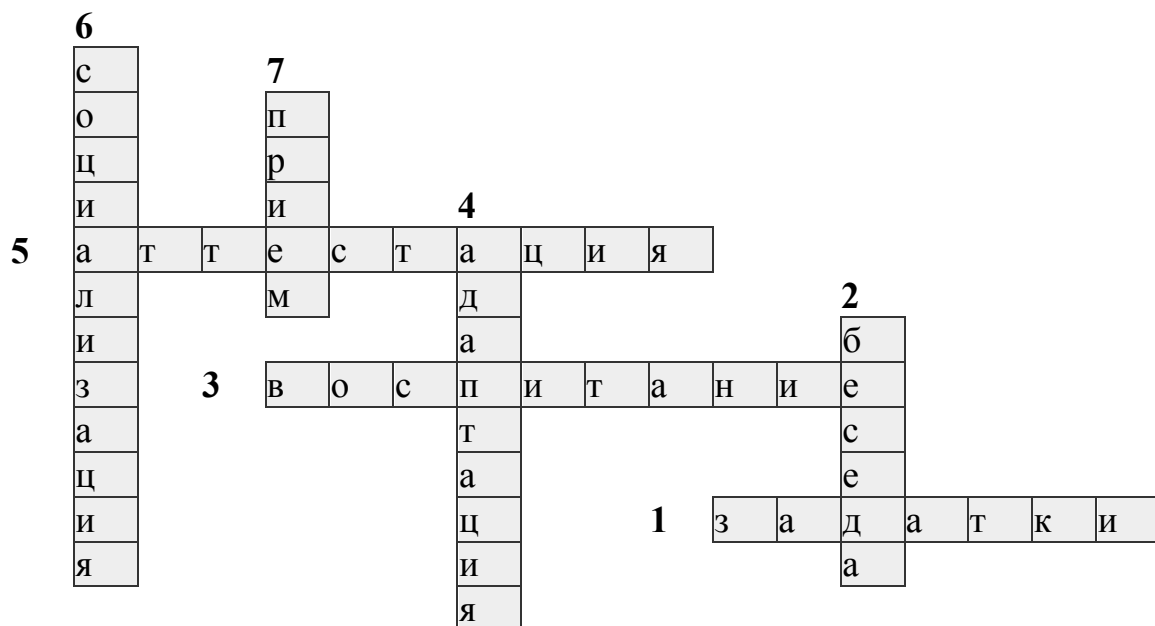 6
с 7
о п
ц р
и и 4
5 а т т е с т а ц и я
л м д 2
и а б
з 3 в о с п и т а н и е
а т с
ц а е
и ц 1 з а д а т к и
я и а
я